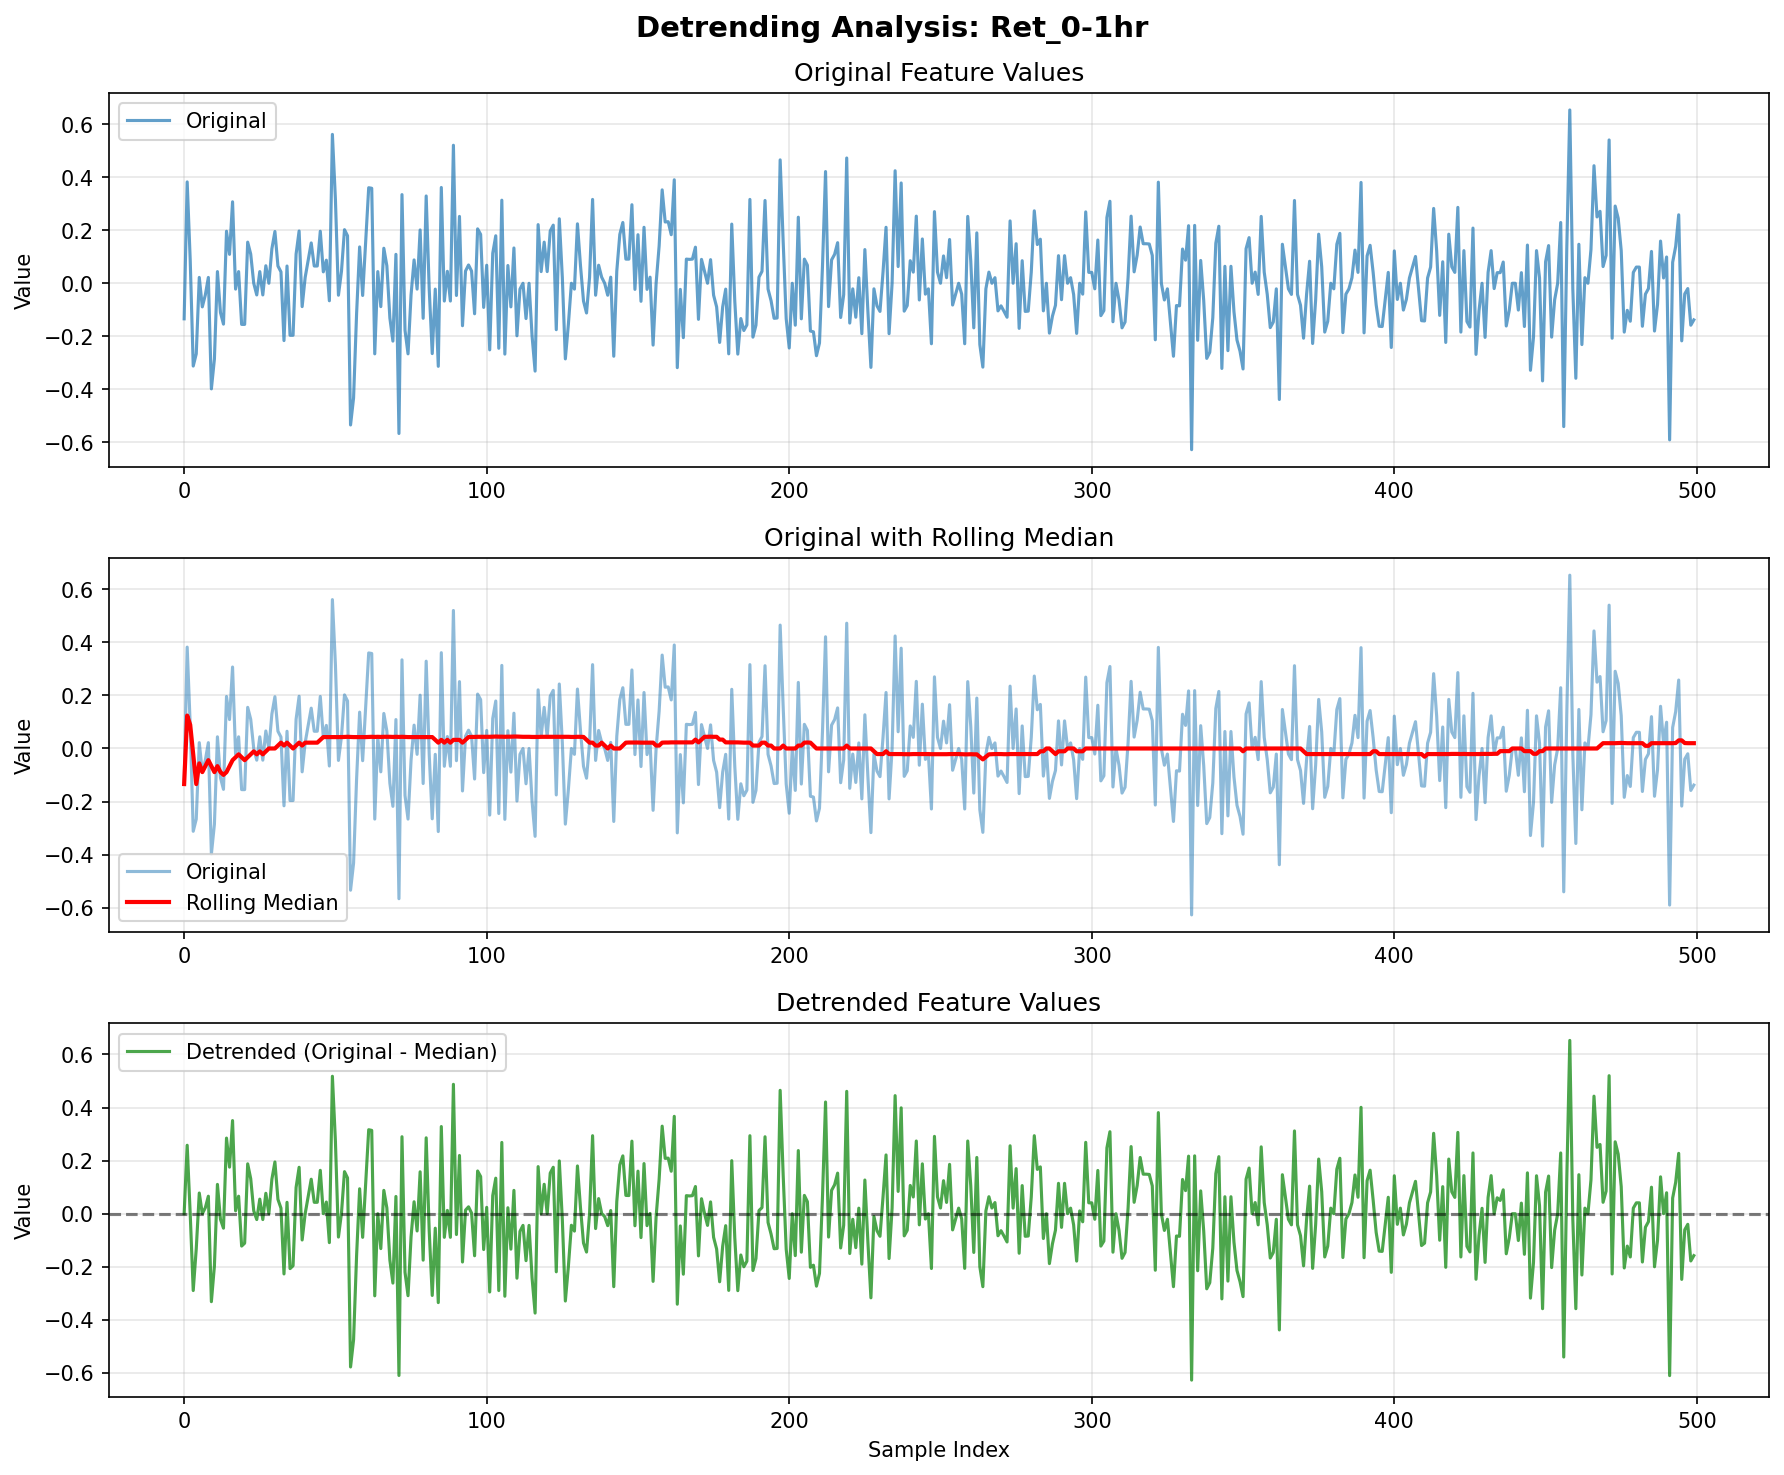 Detrending Analysis: Ret_0-1hr
Original Feature Values
Original
Value
0.6
0.4
0.2
0.0
−0.2
−0.4
−0.6
0 100 200 300 400 500
Original with Rolling Median
Value
0.6
0.4
0.2
0.0
−0.2
−0.4
−0.6
Original
Rolling Median
0 100 200 300 400 500
Detrended Feature Values
Detrended (Original - Median)
Value
0.6
0.4
0.2
0.0
−0.2
−0.4
−0.6
0 100 200 300 400 500
Sample Index